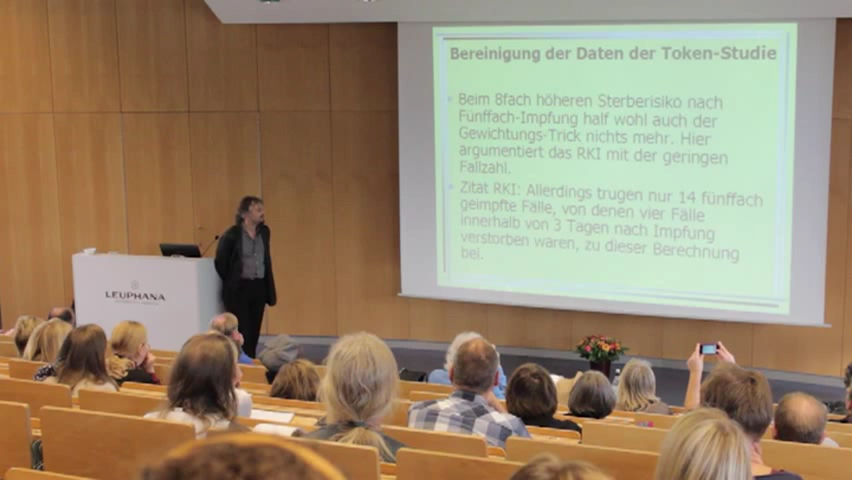 Bereinigung der Daten der Token-Studie
Beim 8fach höheren Sterberisiko nach
Fünffach-Impfung half wohl auch der
Gewichtungs-Trick nichts mehr. Hier
argumentiert das RKI mit der geringen
Fallzahl.
Zitat RKI: Allerdings trugen nur 14 fünffach
geimpfte Fälle, von denen vier Fälle
innerhalb von 3 Tagen nach Impfung
verstorben waren, zu dieser Berechnung
bei.
LEUPHANA